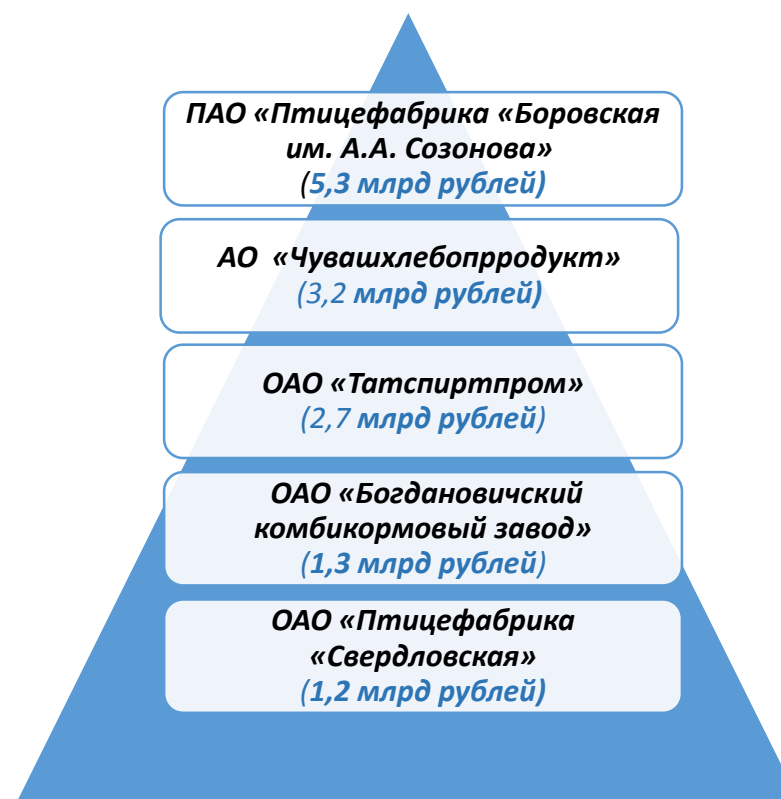 ПАО «Птицефабрика «Боровская
им. А.А. Созонова»
(5,3 млрд рублей)
АО «Чувашхлебопрродукт»
(3,2 млрд рублей)
ОАО «Татспиртпром»
(2,7 млрд рублей)
ОАО «Богдановичский
комбикормовый завод»
(1,3 млрд рублей)
ОАО «Птицефабрика
«Свердловская»
(1,2 млрд рублей)